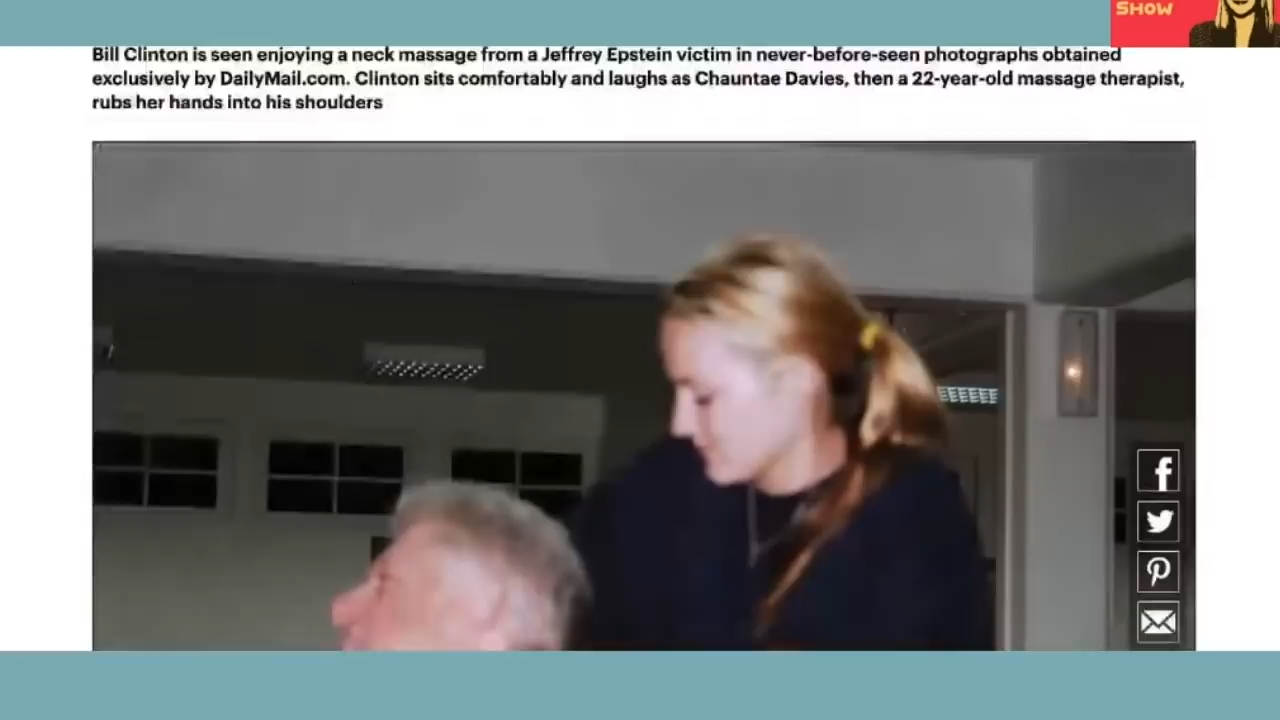 Show
Bill Clinton is seen enjoying a neck massage from a Jeffrey Epstein victim in never-before-seen photographs obtained
exclusively by DailyMail.com. Clinton sits comfortably and laughs as Chauntae Davies, then a 22-year-old massage therapist,
rubs her hands into his shoulders